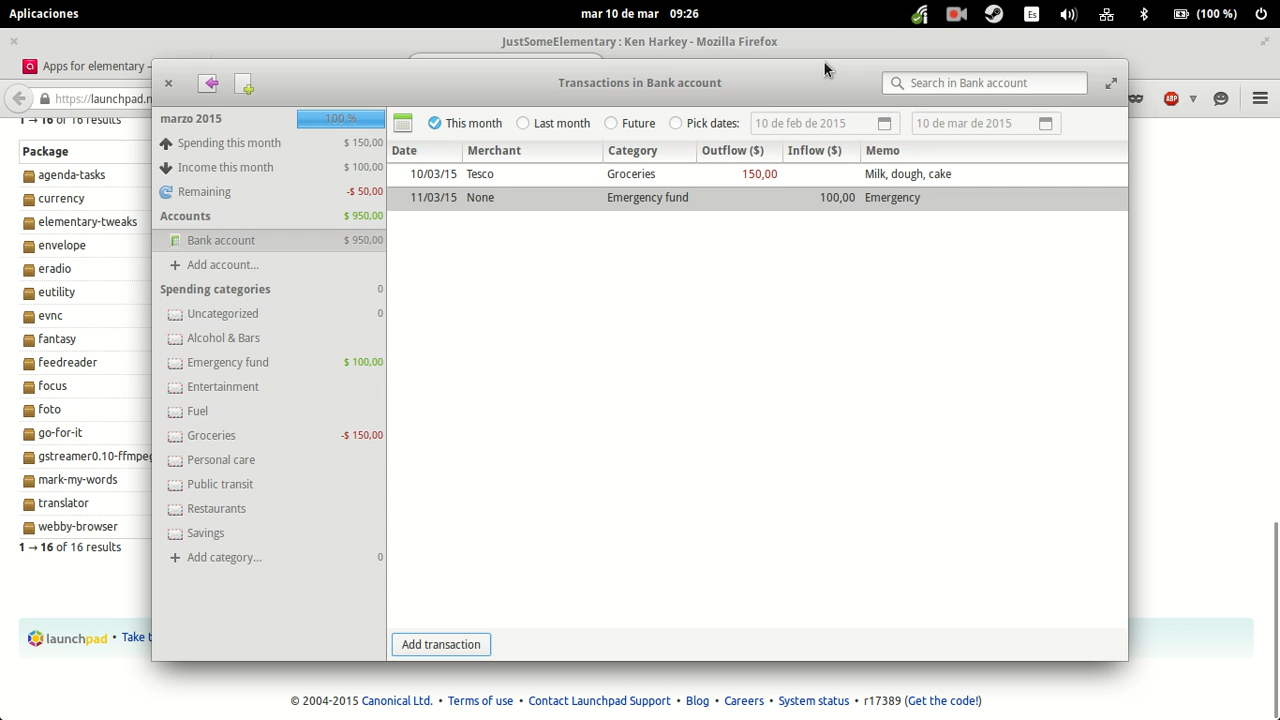 Aplicaciones
mar 10 de mar 09:26
Es
(100 %)
JustSomeElementary : Ken Harkey - Mozilla Firefox
Apps for elementary –
https://launchpad.n
ABP
Transactions in Bank account
Search in Bank account
1 → 16 of 16 results
Package
agenda-tasks
currency
elementary-tweaks
envelope
eradio
eutility
evnc
fantasy
feedreader
focus
foto
go-for-it
gstreamer0.10-ffmpeg
mark-my-words
translator
webby-browser
1 → 16 of 16 results
marzo 2015 100 %
Spending this month $ 150,00
Income this month $ 100,00
Remaining -$ 50,00
Accounts $ 950,00
Bank account $ 950,00
Add account...
Spending categories 0
Uncategorized 0
Alcohol & Bars
Emergency fund $ 100,00
Entertainment
Fuel
Groceries -$ 150,00
Personal care
Public transit
Restaurants
Savings
Add category... 0
This month Last month Future Pick dates: 10 de feb de 2015 10 de mar de 2015
Date Merchant Category Outflow ($) Inflow ($) Memo
10/03/15 Tesco Groceries 150,00 Milk, dough, cake
11/03/15 None Emergency fund 100,00 Emergency
Add transaction
launchpad • Take t
© 2004-2015 Canonical Ltd. • Terms of use • Contact Launchpad Support • Blog • Careers • System status • r17389 (Get the code!)